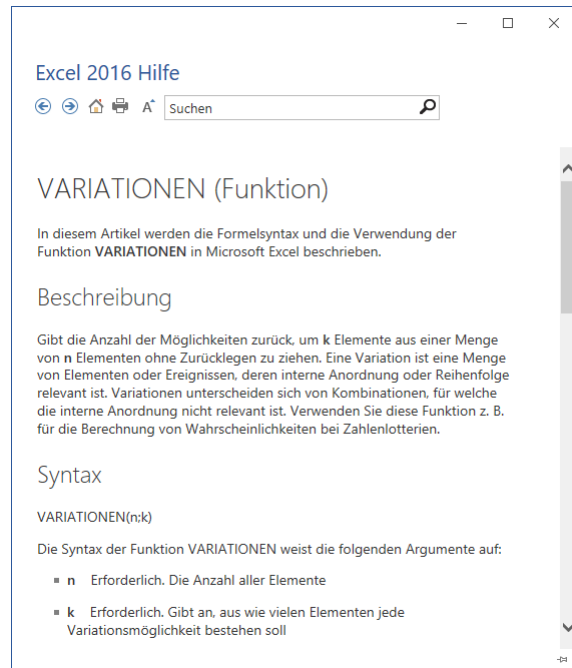 Excel 2016 Hilfe
Suchen
VARIATIONEN (Funktion)
In diesem Artikel werden die Formelsyntax und die Verwendung der
Funktion VARIATIONEN in Microsoft Excel beschrieben.
Beschreibung
Gibt die Anzahl der Möglichkeiten zurück, um k Elemente aus einer Menge
von n Elementen ohne Zurücklegen zu ziehen. Eine Variation ist eine Menge
von Elementen oder Ereignissen, deren interne Anordnung oder Reihenfolge
relevant ist. Variationen unterscheiden sich von Kombinationen, für welche
die interne Anordnung nicht relevant ist. Verwenden Sie diese Funktion z. B.
für die Berechnung von Wahrscheinlichkeiten bei Zahlenlotterien.
Syntax
VARIATIONEN(n;k)
Die Syntax der Funktion VARIATIONEN weist die folgenden Argumente auf:
n Erforderlich. Die Anzahl aller Elemente
k Erforderlich. Gibt an, aus wie vielen Elementen jede
Variationsmöglichkeit bestehen soll